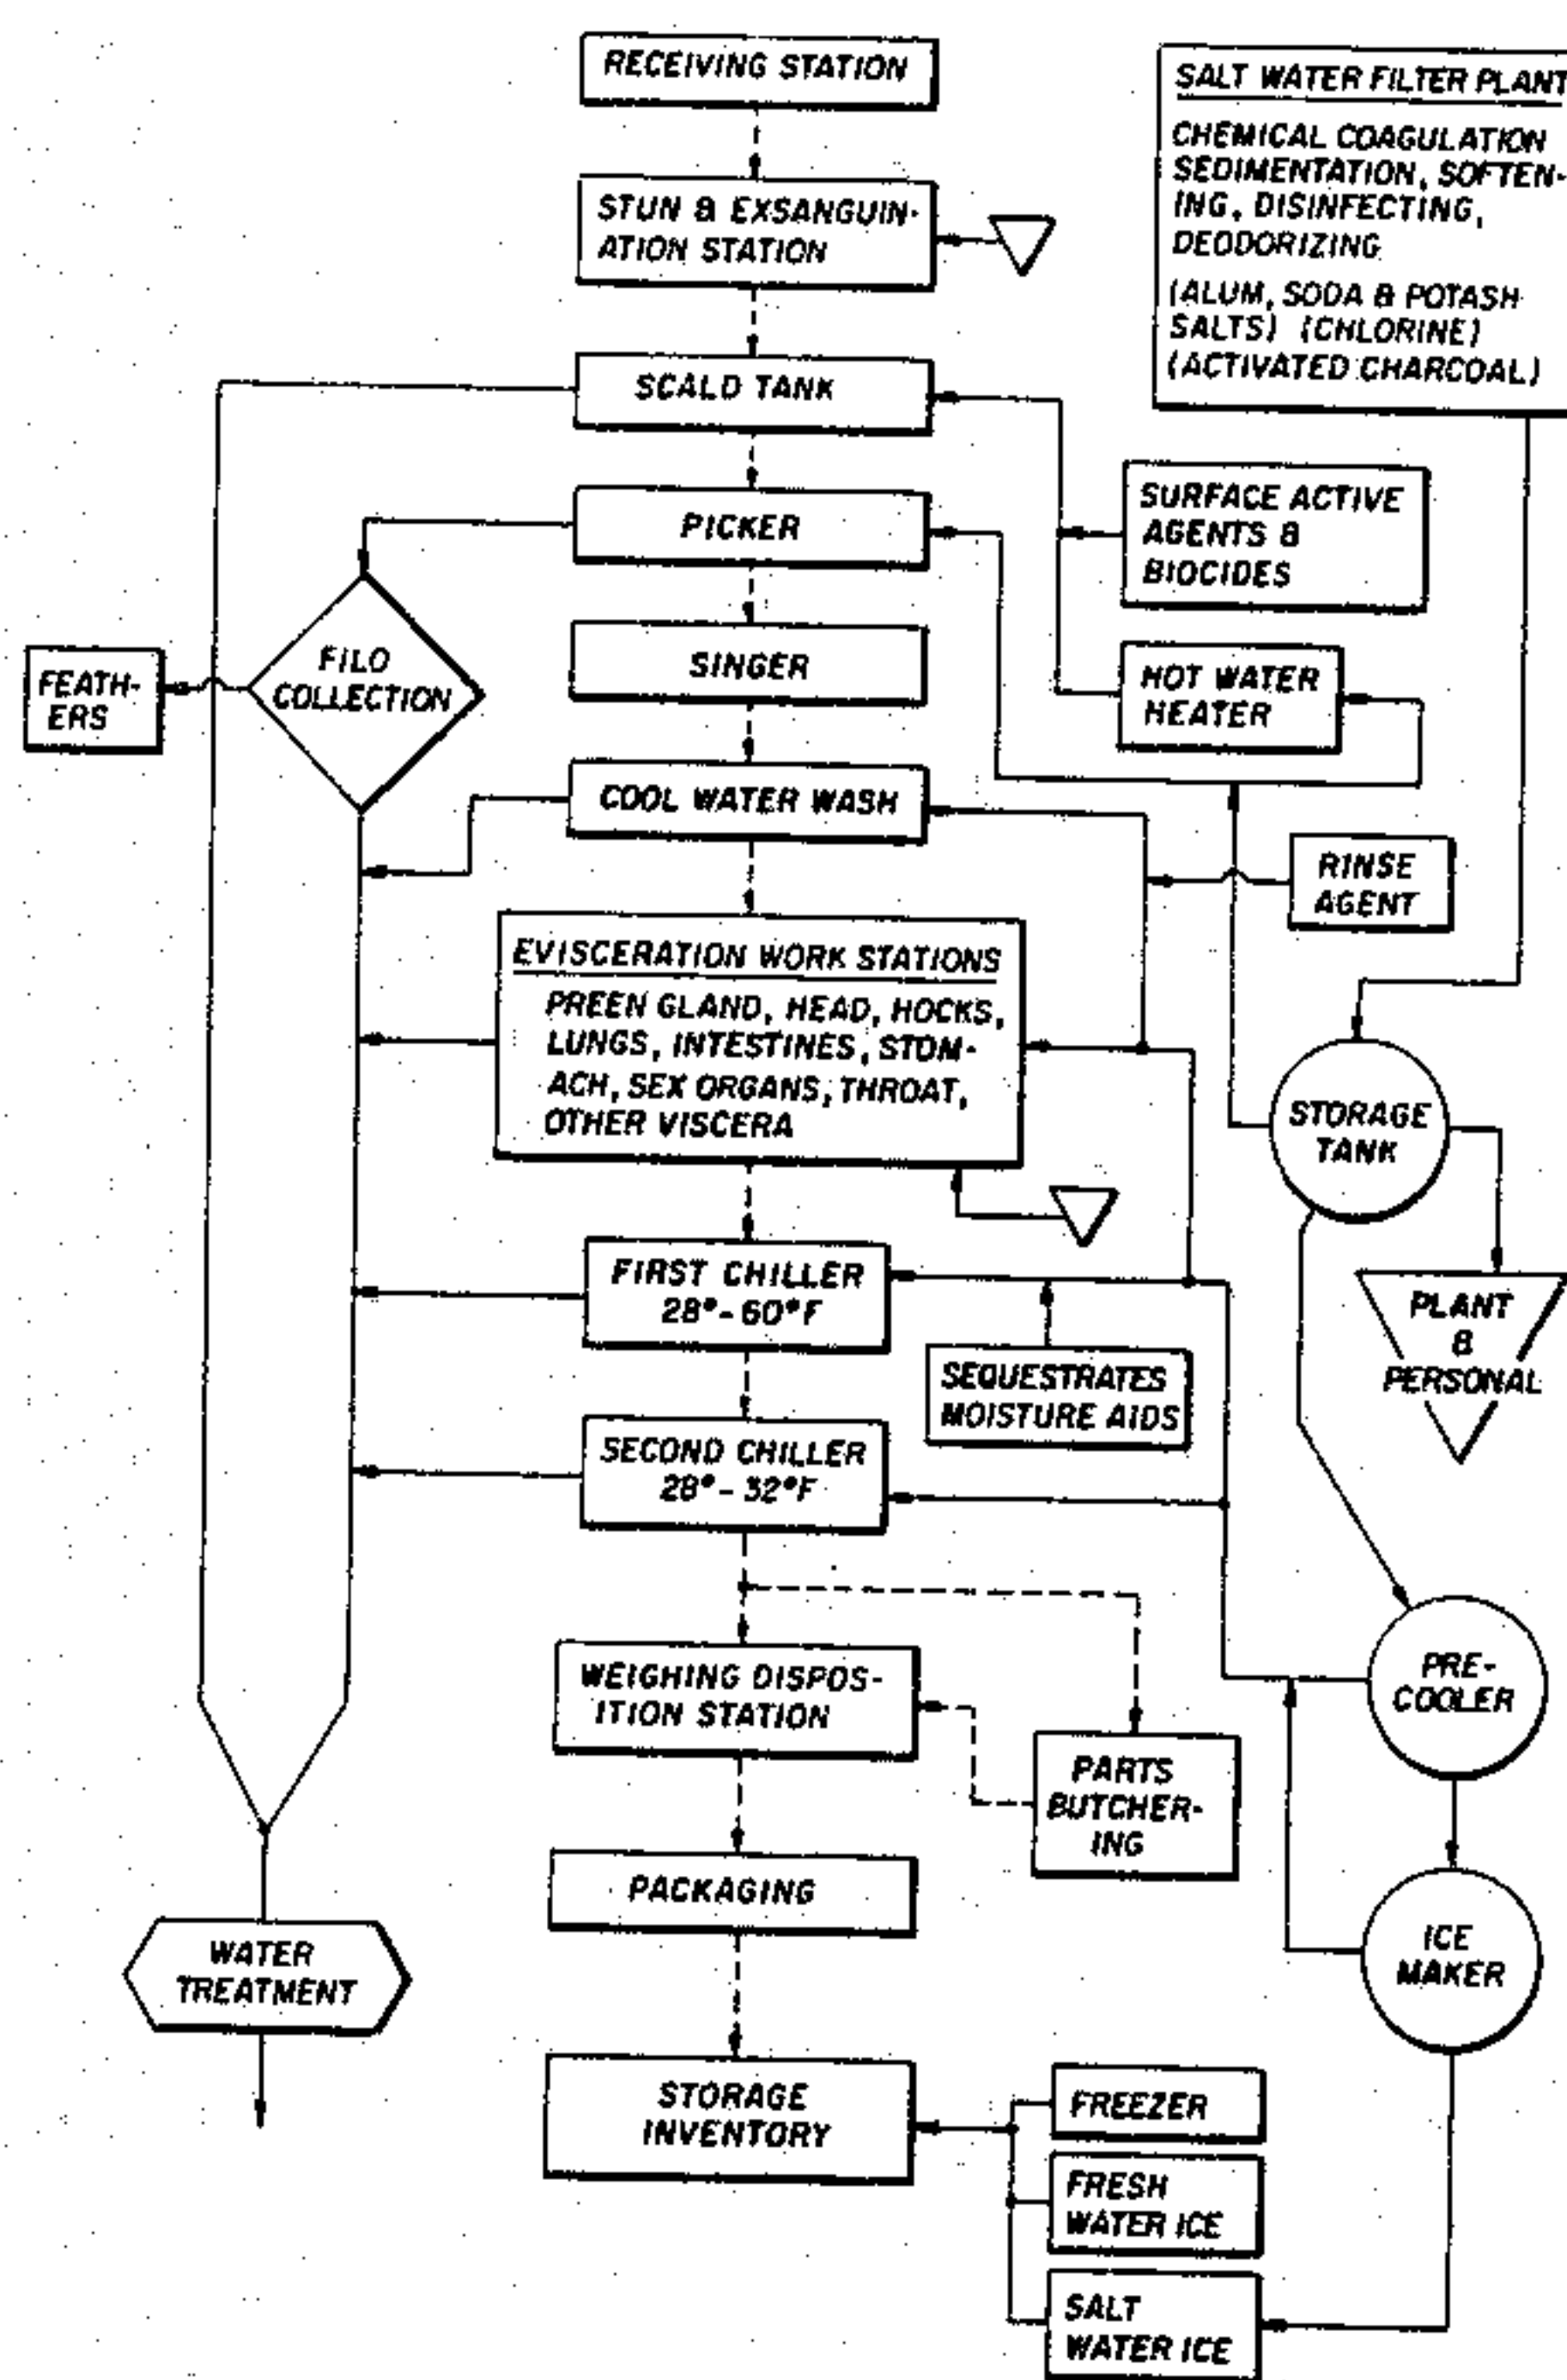 RECEIVING STATION
SALT WATER FILTER PLANT
CHEMICAL COAGULATION
SEDIMENTATION, SOFTEN-
ING, DISINFECTING,
DEODORIZING
(ALUM, SODA & POTASH
SALTS) (CHLORINE)
(ACTIVATED CHARCOAL)
STUN & EXSANGUIN-
ATION STATION
SCALD TANK
SURFACE ACTIVE
AGENTS &
BIOCIDES
PICKER
FILO
COLLECTION
FEATH-
ERS
SINGER
HOT WATER
HEATER
COOL WATER WASH
RINSE
AGENT
EVISCERATION WORK STATIONS
PREEN GLAND, HEAD, HOCKS,
LUNGS, INTESTINES, STOM-
ACH, SEX ORGANS, THROAT,
OTHER VISCERA
STORAGE
TANK
FIRST CHILLER
28°-60°F
PLANT
&
PERSONAL
SEQUESTRATES
MOISTURE AIDS
SECOND CHILLER
28°-32°F
WEIGHING DISPOS-
ITION STATION
PRE-
COOLER
PARTS
BUTCHER-
ING
PACKAGING
ICE
MAKER
WATER
TREATMENT
STORAGE
INVENTORY
FREEZER
FRESH
WATER ICE
SALT
WATER ICE